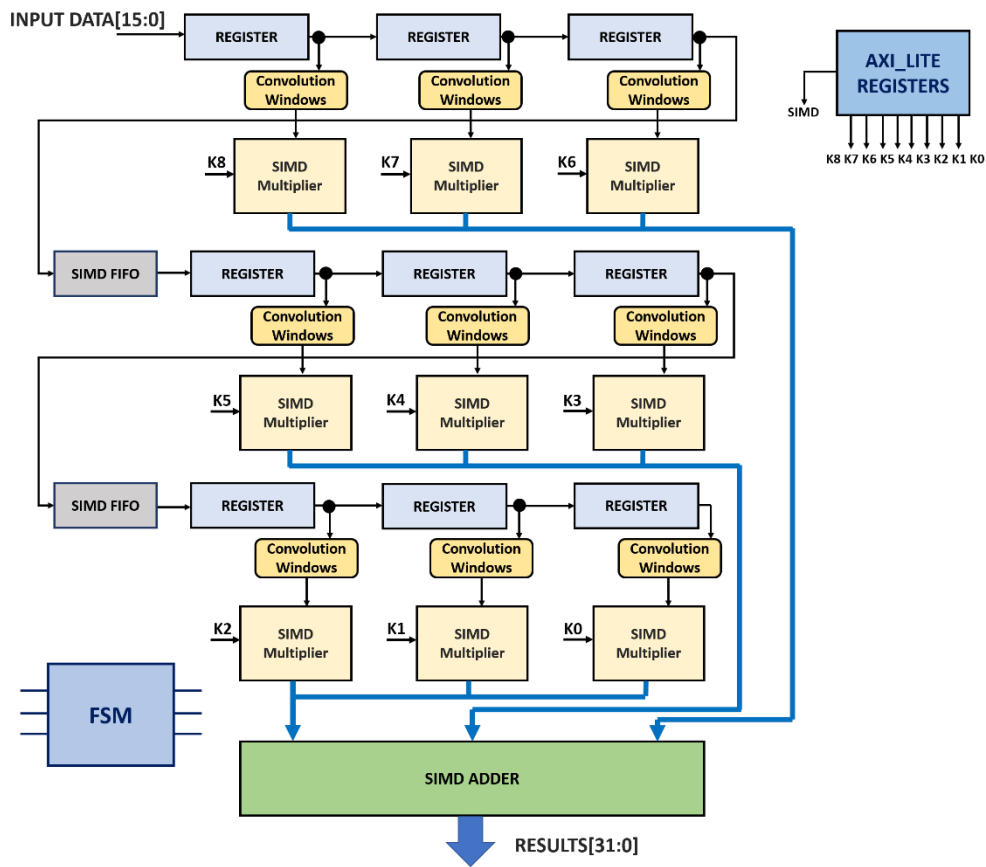 INPUT DATA[15:0]
REGISTER
REGISTER
REGISTER
AXI_LITE
REGISTERS
SIMD
K8 K7 K6 K5 K4 K3 K2 K1 K0
Convolution
Windows
Convolution
Windows
Convolution
Windows
K8
SIMD
Multiplier
K7
SIMD
Multiplier
K6
SIMD
Multiplier
SIMD FIFO
REGISTER
REGISTER
REGISTER
Convolution
Windows
Convolution
Windows
Convolution
Windows
K5
SIMD
Multiplier
K4
SIMD
Multiplier
K3
SIMD
Multiplier
SIMD FIFO
REGISTER
REGISTER
REGISTER
Convolution
Windows
Convolution
Windows
Convolution
Windows
K2
SIMD
Multiplier
K1
SIMD
Multiplier
K0
SIMD
Multiplier
FSM
SIMD ADDER
RESULTS[31:0]